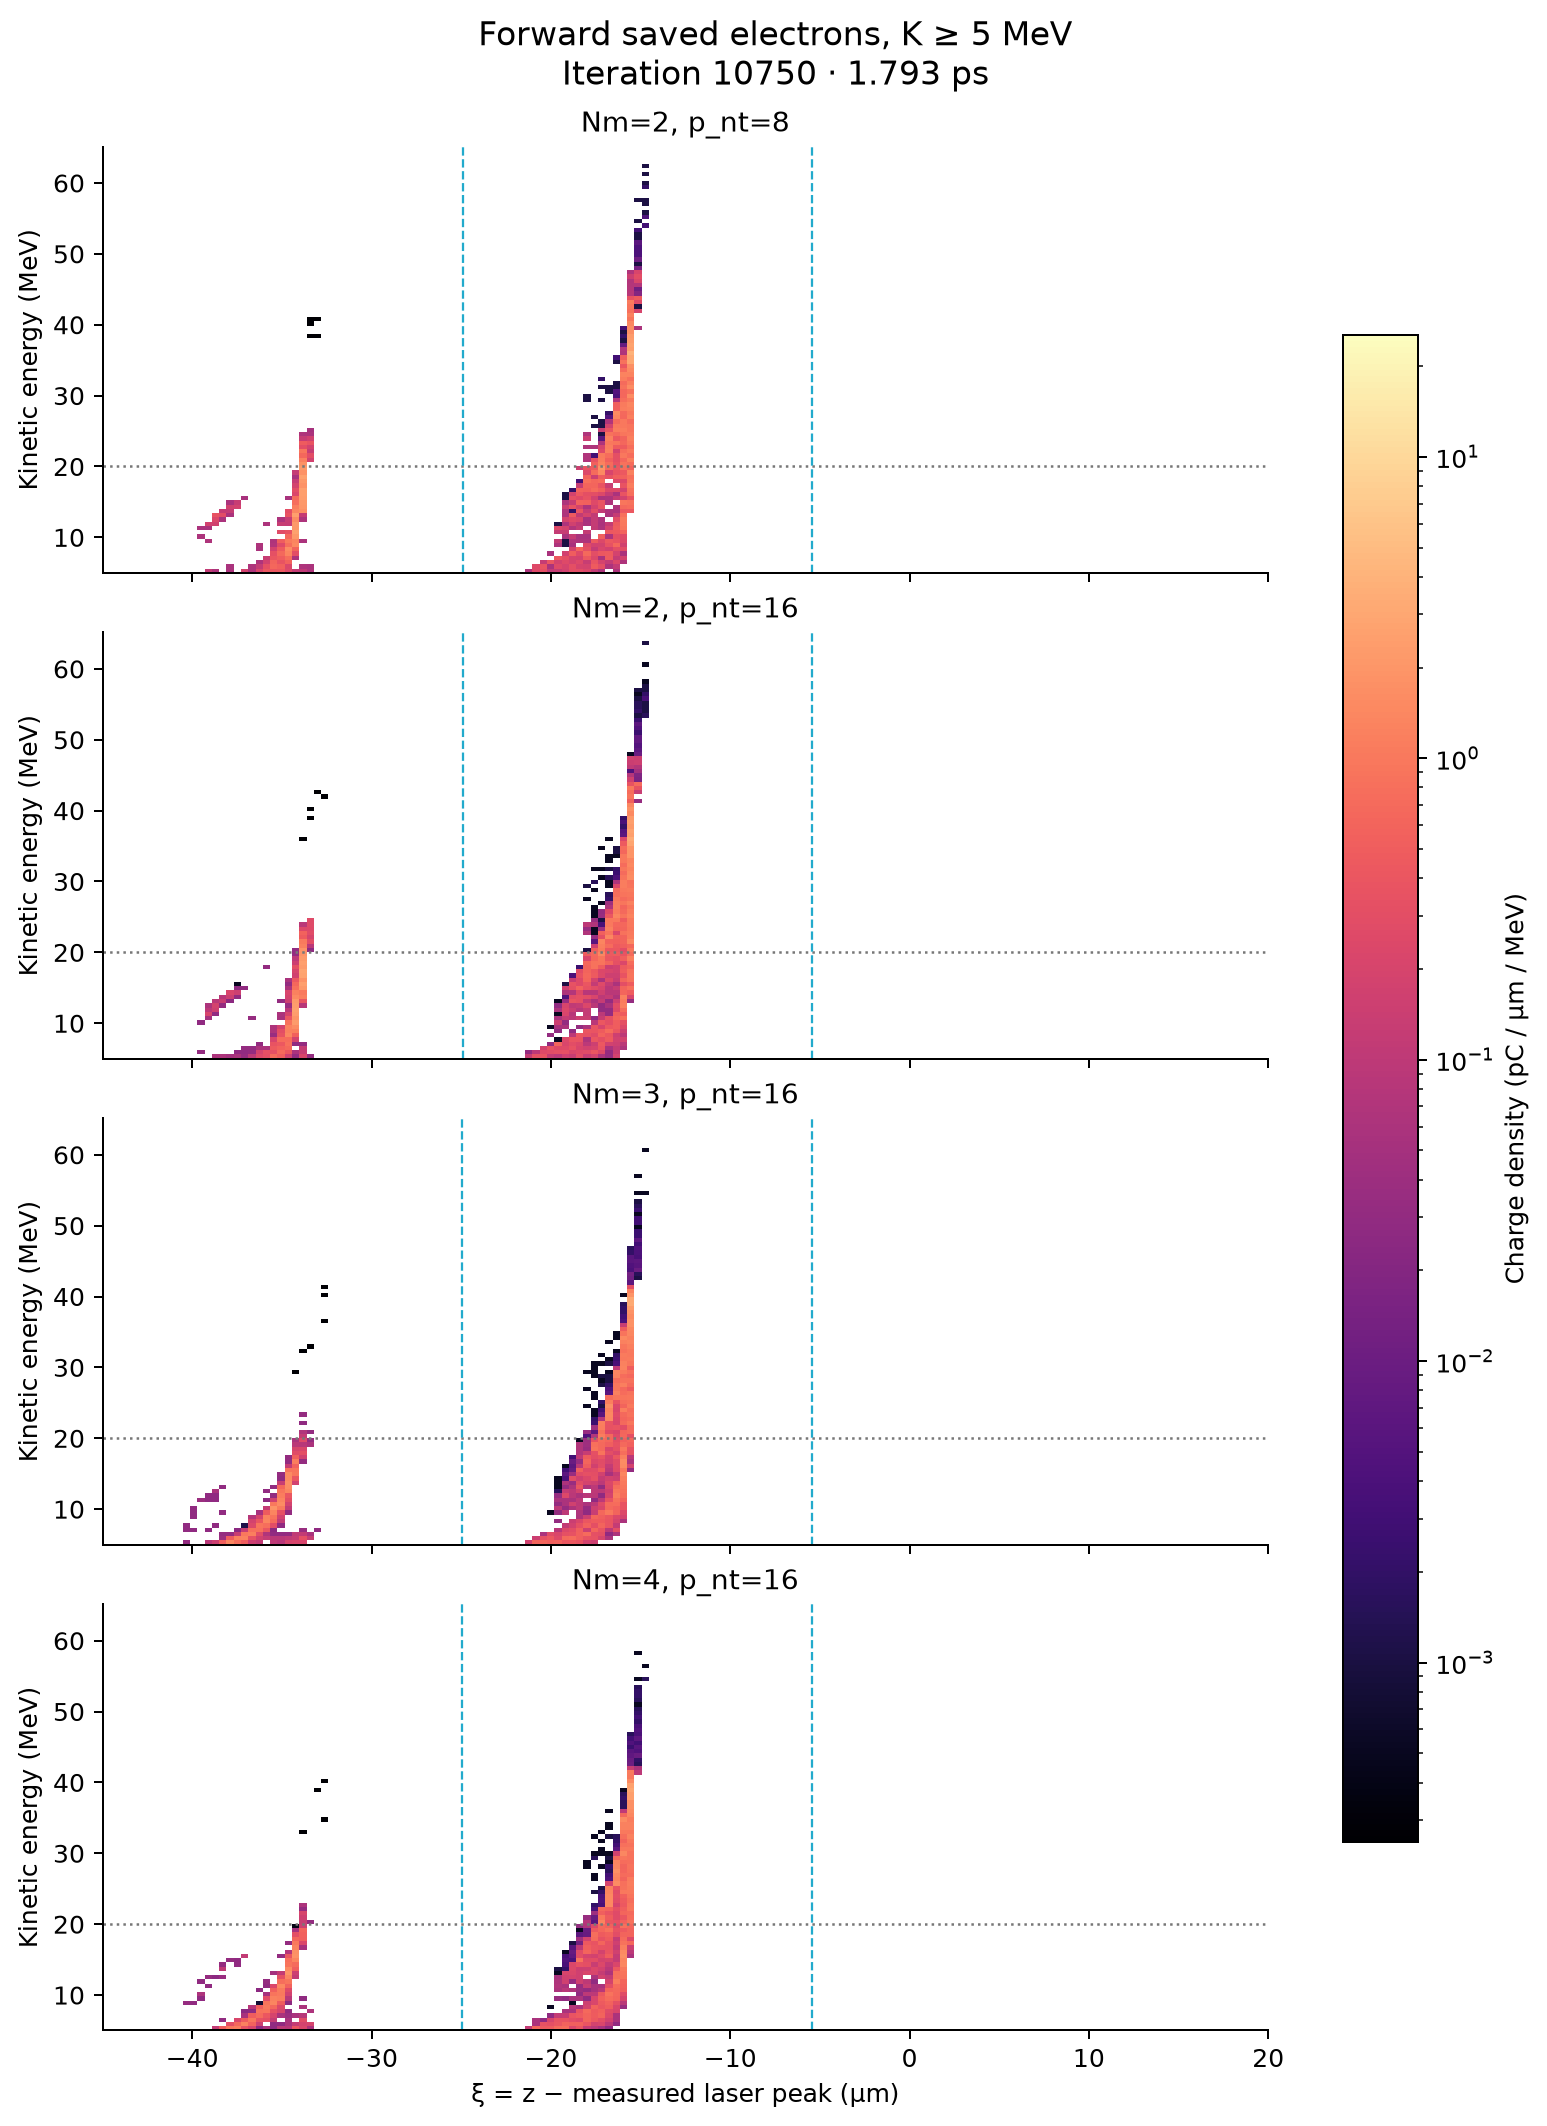 Forward saved electrons, K ≥ 5 MeV
Iteration 10750 · 1.793 ps
Nm=2, p_nt=8
Kinetic energy (MeV)
60
50
40
30
20
10
Nm=2, p_nt=16
Kinetic energy (MeV)
60
50
40
30
20
10
Nm=3, p_nt=16
Kinetic energy (MeV)
60
50
40
30
20
10
Nm=4, p_nt=16
Kinetic energy (MeV)
60
50
40
30
20
10
−40 −30 −20 −10 0 10 20
ξ = z − measured laser peak (μm)
10¹
10⁰
10⁻¹
10⁻²
10⁻³
Charge density (pC / μm / MeV)